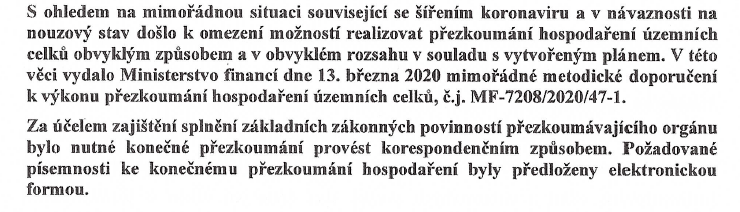 S ohledem na mimořádnou situaci související se šířením koronaviru a v návaznosti na
nouzový stav došlo k omezení možností realizovat přezkoumání hospodaření územních
celků obvyklým způsobem a v obvyklém rozsahu v souladu s vytvořeným plánem. V této
věci vydalo Ministerstvo financí dne 13. března 2020 mimořádné metodické doporučení
k výkonu přezkoumání hospodaření územních celků, č.j. MF-7208/2020/47-1.
Za účelem zajištění splnění základních zákonných povinností přezkoumávajícího orgánu
bylo nutné konečné přezkoumání provést korespondenčním způsobem. Požadované
písemnosti ke konečnému přezkoumání hospodaření byly předloženy elektronickou
formou.